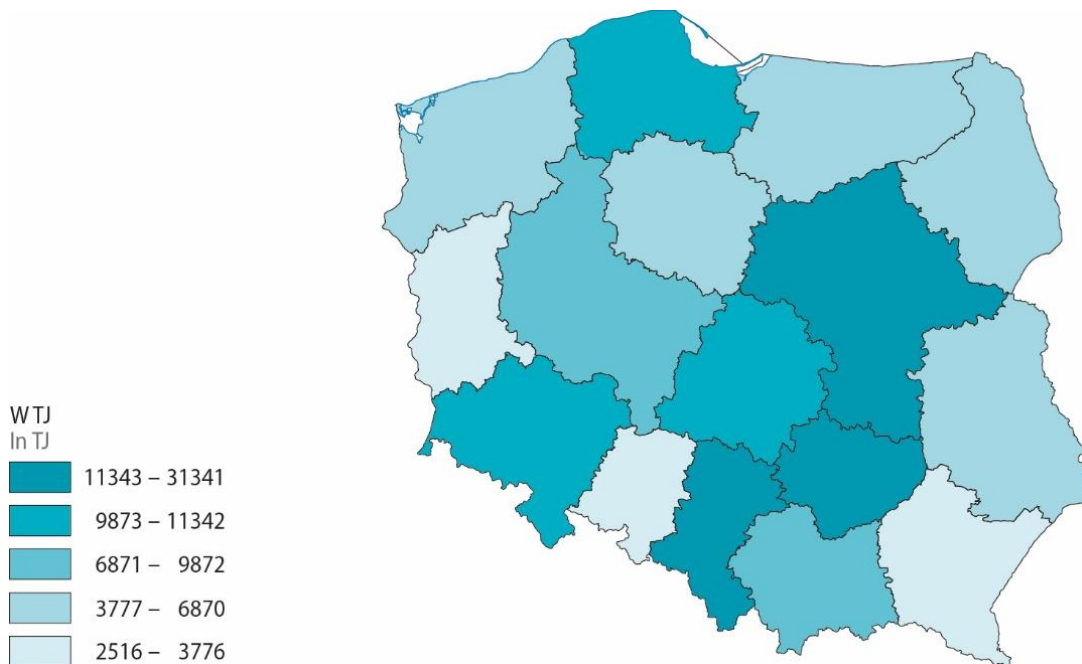 W TJ
In TJ
11343 – 31341
9873 – 11342
6871 – 9872
3777 – 6870
2516 – 3776